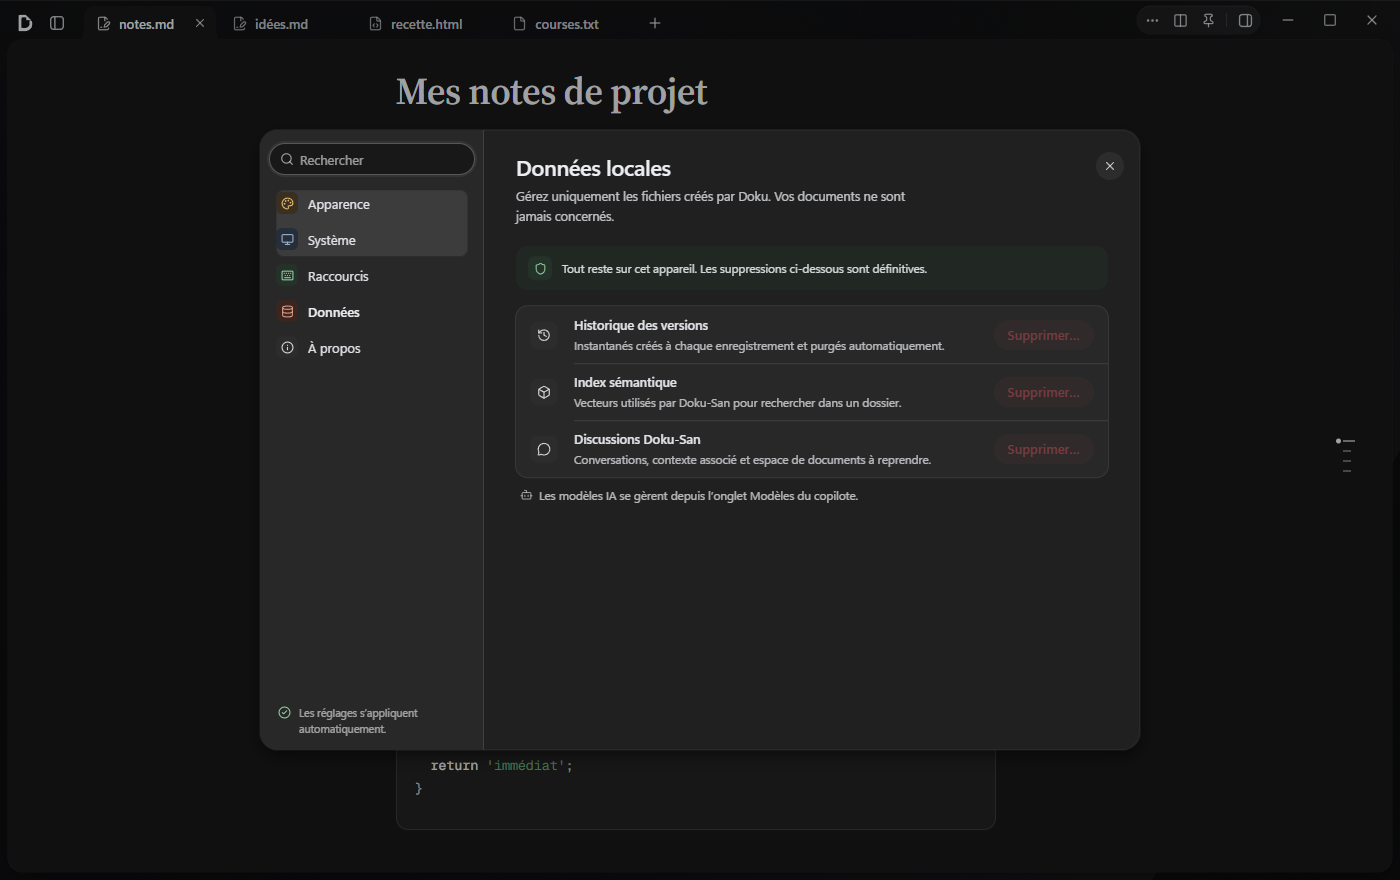 notes.md
idées.md
recette.html
courses.txt
Mes notes de projet
Rechercher
Apparence
Système
Raccourcis
Données
À propos
Les réglages s'appliquent
automatiquement.
Données locales
Gérez uniquement les fichiers créés par Doku. Vos documents ne sont
jamais concernés.
Tout reste sur cet appareil. Les suppressions ci-dessous sont définitives.
Historique des versions
Instantanés créés à chaque enregistrement et purgés automatiquement.
Supprimer...
Index sémantique
Vecteurs utilisés par Doku-San pour rechercher dans un dossier.
Supprimer...
Discussions Doku-San
Conversations, contexte associé et espace de documents à reprendre.
Supprimer...
Les modèles IA se gèrent depuis l'onglet Modèles du copilote.
return 'immédiat';
}